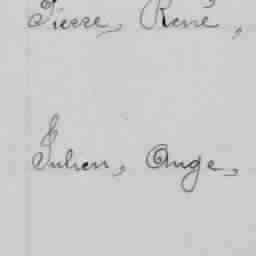 Pierre, René,
Julien, Ange,